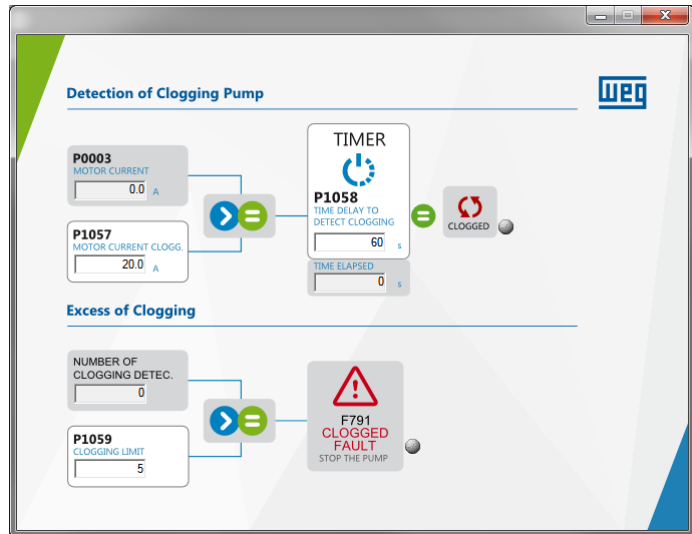 Detection of Clogging Pump
weg
P0003
MOTOR CURRENT
0.0 A
P1057
MOTOR CURRENT CLOGG.
20.0 A
TIMER
P1058
TIME DELAY TO
DETECT CLOGGING
60 s
TIME ELAPSED
0 s
CLOGGED
Excess of Clogging
NUMBER OF
CLOGGING DETEC.
0
P1059
CLOGGING LIMIT
5
F791
CLOGGED
FAULT
STOP THE PUMP